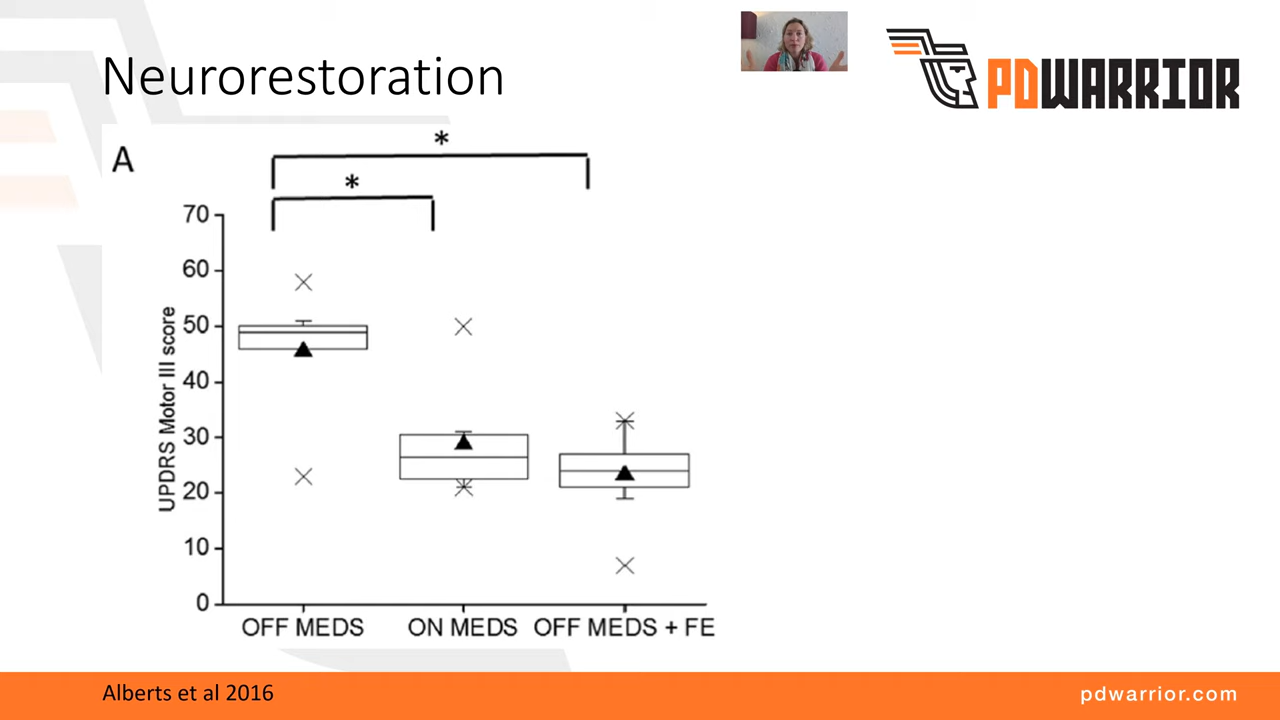 Neurorestoration
PDWARRIOR
A
*
*
70
60
50
40
30
20
10
0
UPDRS Motor III score
OFF MEDS
ON MEDS
OFF MEDS + FE
Alberts et al 2016
pdwarrior.com